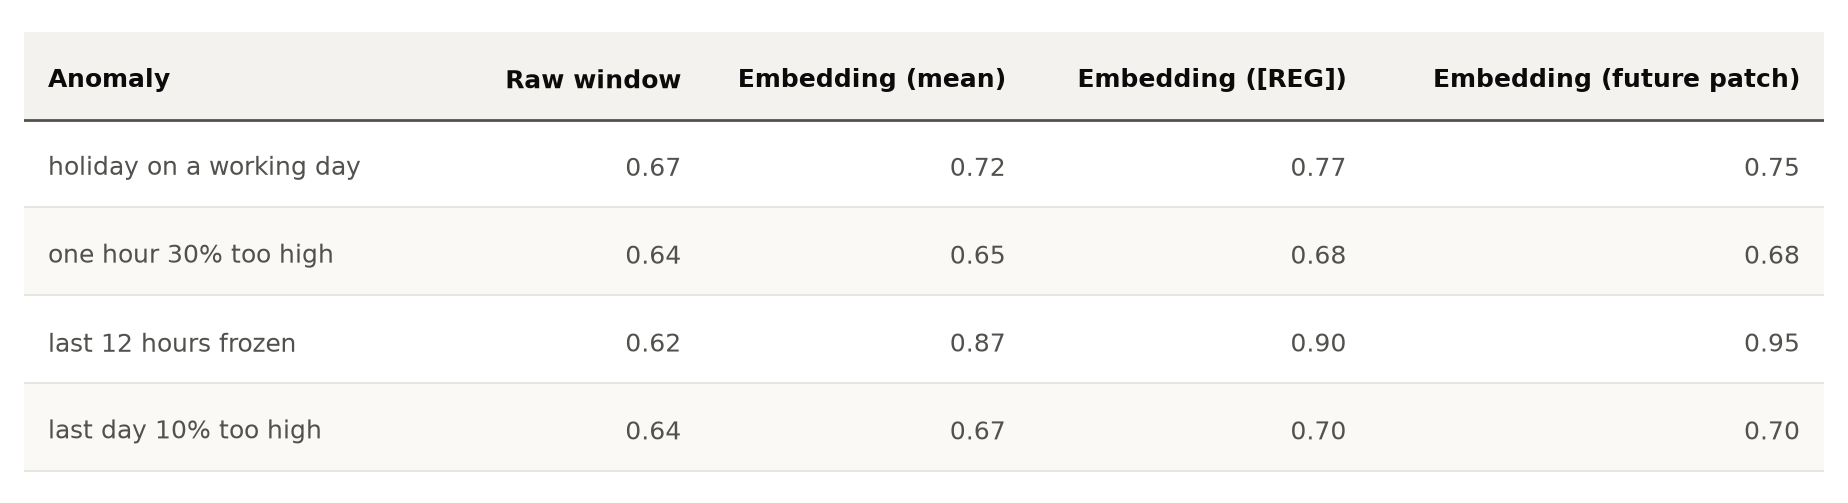 Anomaly Raw window Embedding (mean) Embedding ([REG]) Embedding (future patch)
holiday on a working day 0.67 0.72 0.77 0.75
one hour 30% too high 0.64 0.65 0.68 0.68
last 12 hours frozen 0.62 0.87 0.90 0.95
last day 10% too high 0.64 0.67 0.70 0.70